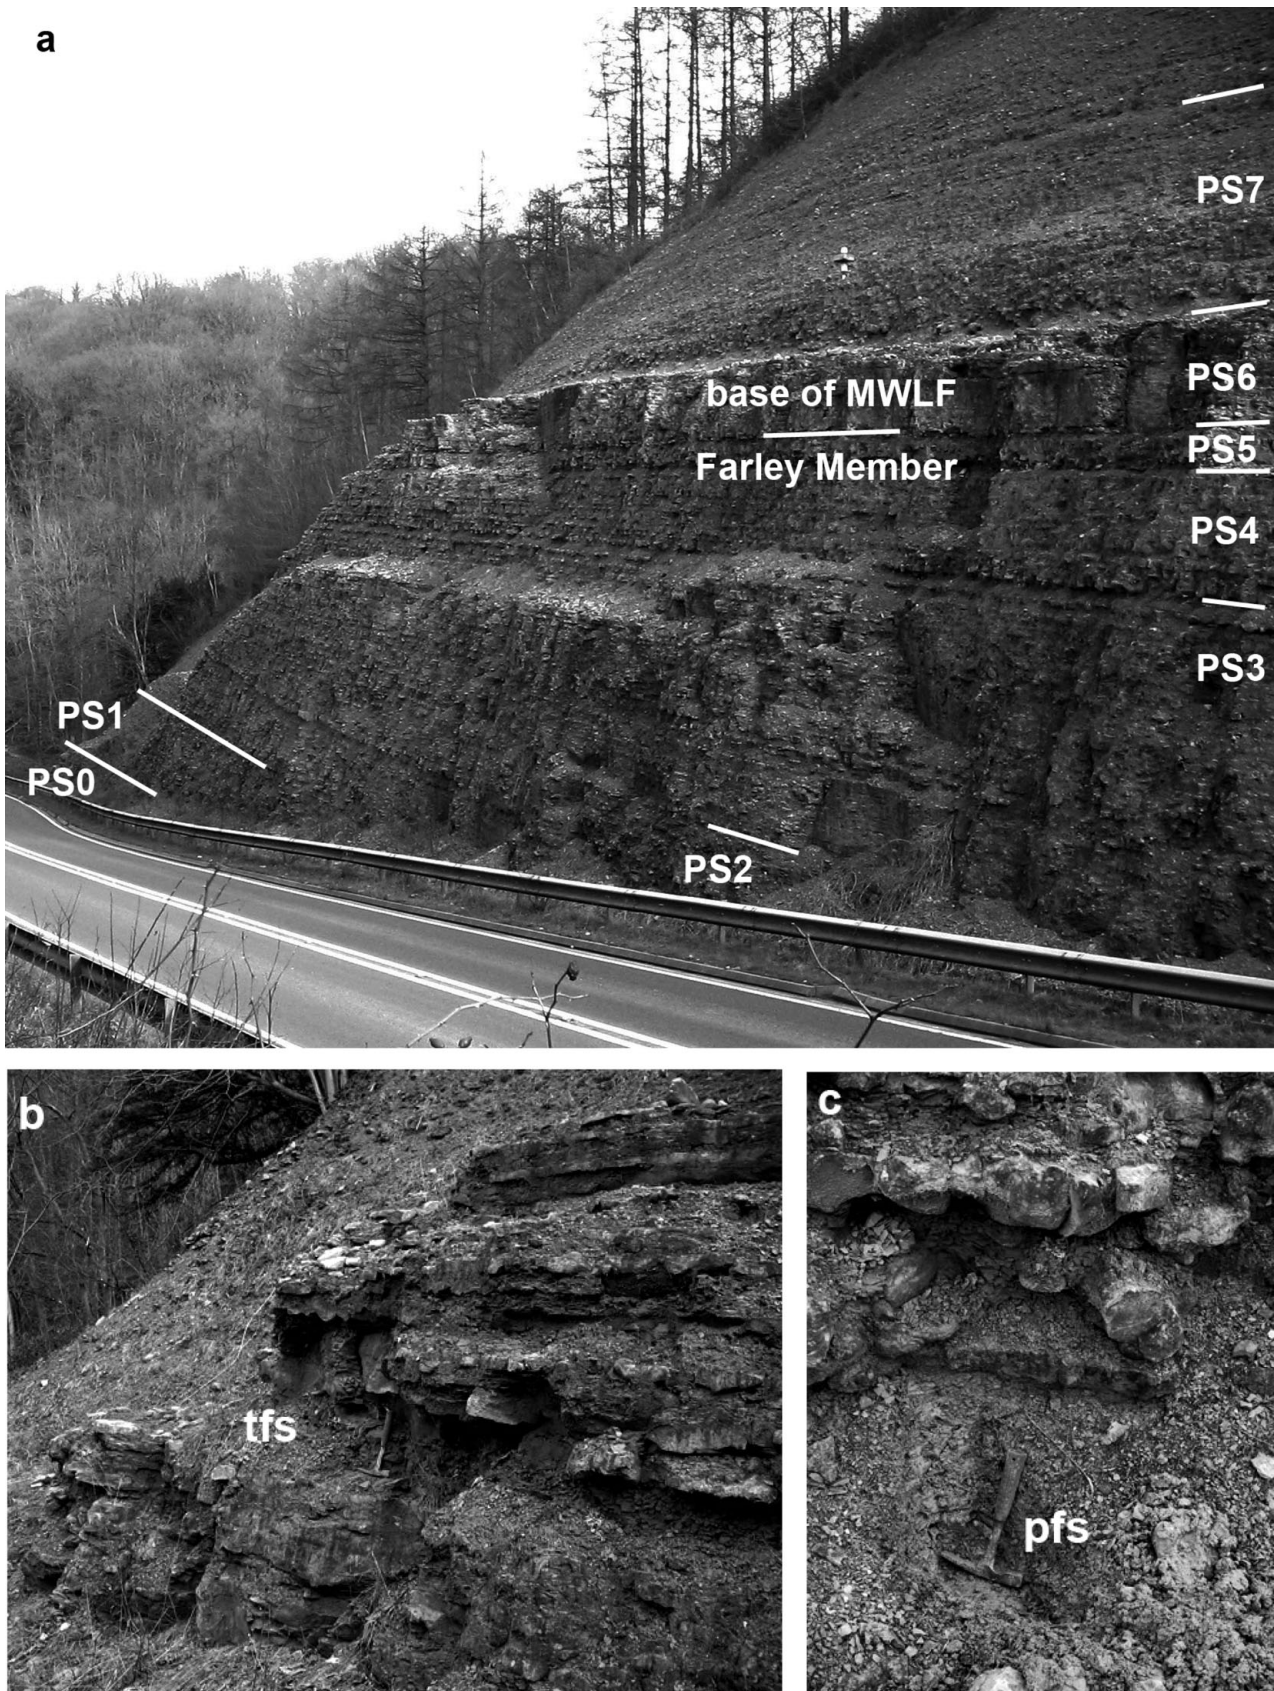 a
PS7
PS6
base of MWLF
PS5
Farley Member
PS4
PS3
PS1
PS0
PS2
b
tfs
c
pfs